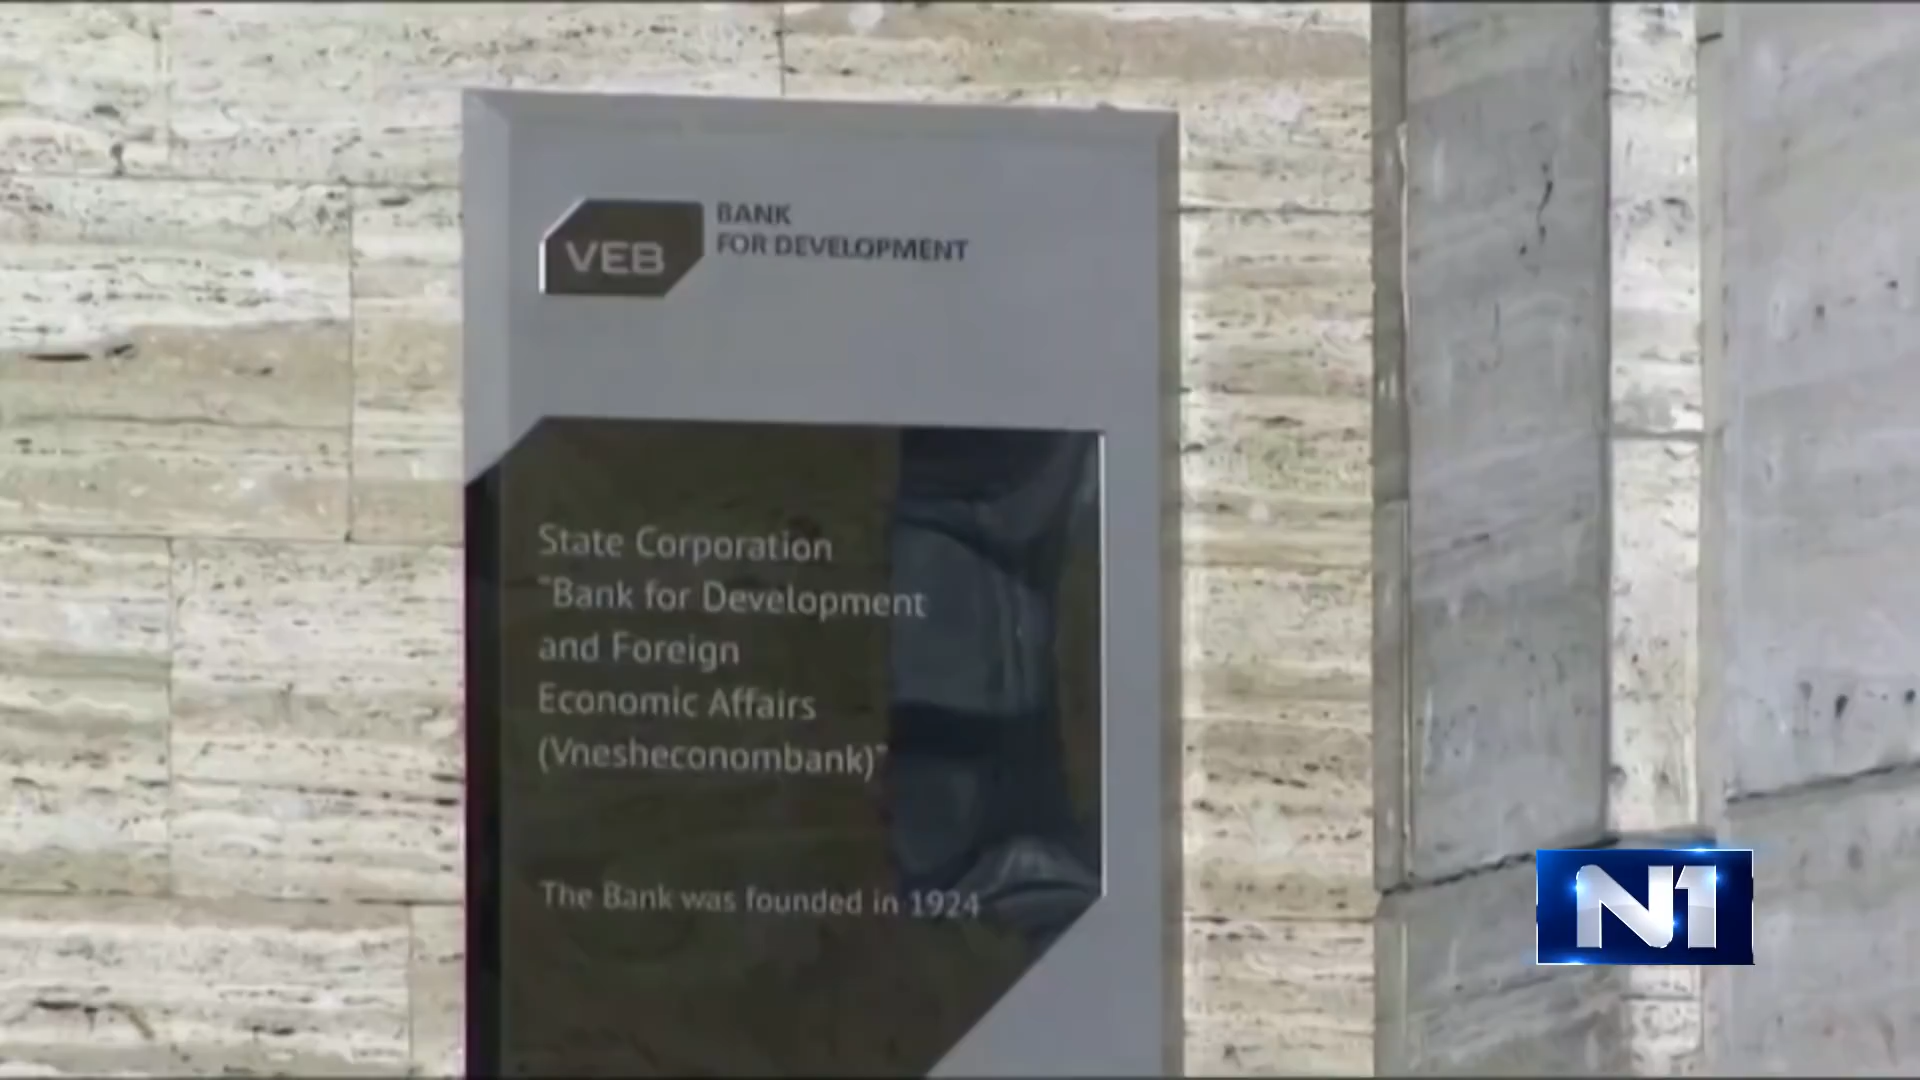 VEB
BANK
FOR DEVELOPMENT
State Corporation
"Bank for Development
and Foreign
Economic Affairs
(Vnesheconombank)"
The Bank was founded in 1924
N1